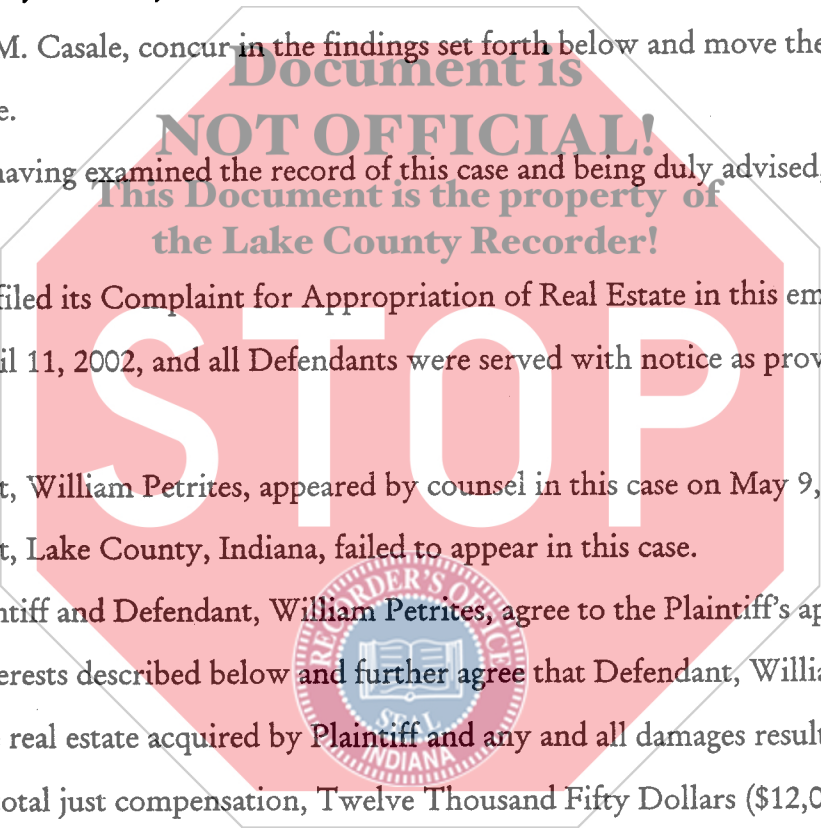 M. Casale, concur in the findings set forth below and move the
Document is
e.
NOT OFFICIAL!
having examined the record of this case and being duly advised,
This Document is the property of
the Lake County Recorder!
filed its Complaint for Appropriation of Real Estate in this em
il 11, 2002, and all Defendants were served with notice as prov
STOP
t, William Petrites, appeared by counsel in this case on May 9,
t, Lake County, Indiana, failed to appear in this case.
ntiff and Defendant, William Petrites, agree to the Plaintiff's ap
RECORDER'S OFFICE
erests described below and further agree that Defendant, Willia
SEAL
real estate acquired by Plaintiff and any and all damages result
INDIANA
otal just compensation, Twelve Thousand Fifty Dollars ($12,0